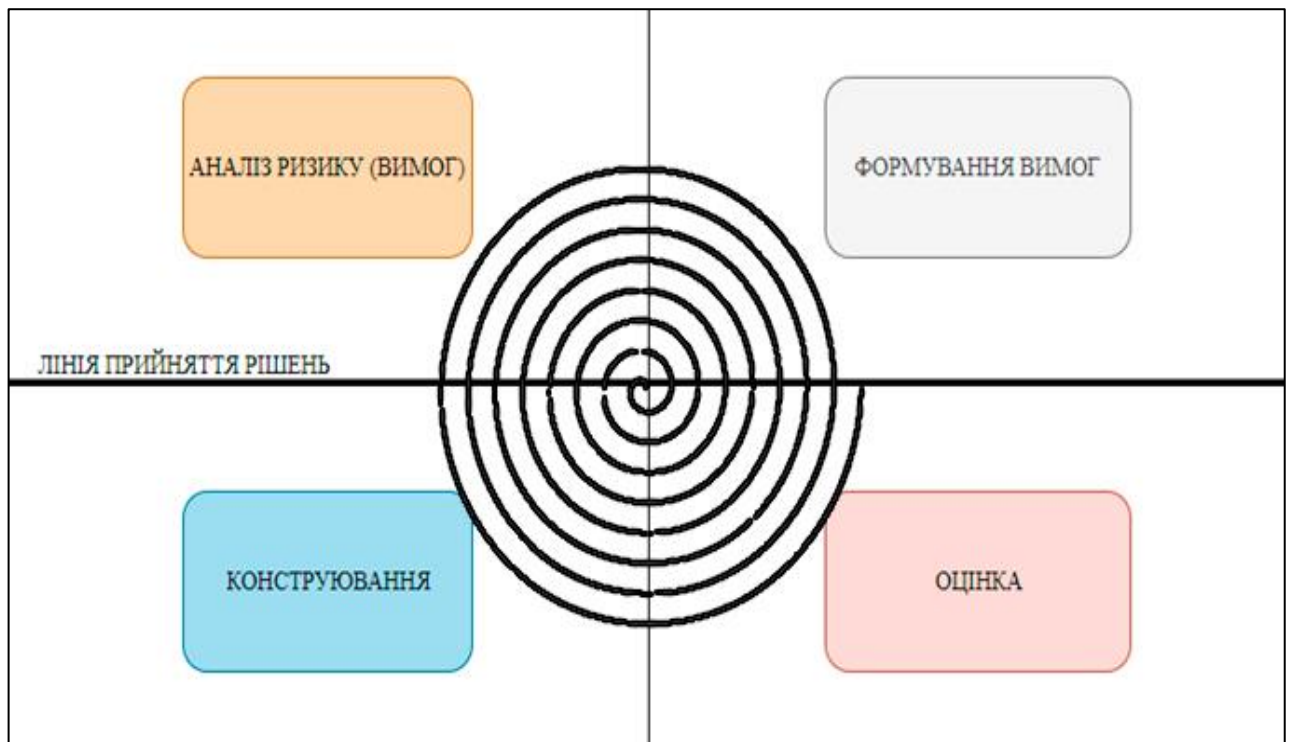 АНАЛІЗ РИЗИКУ (ВИМОГ)
ФОРМУВАННЯ ВИМОГ
ЛІНІЯ ПРИЙНЯТТЯ РІШЕНЬ
КОНСТРУЮВАННЯ
ОЦІНКА